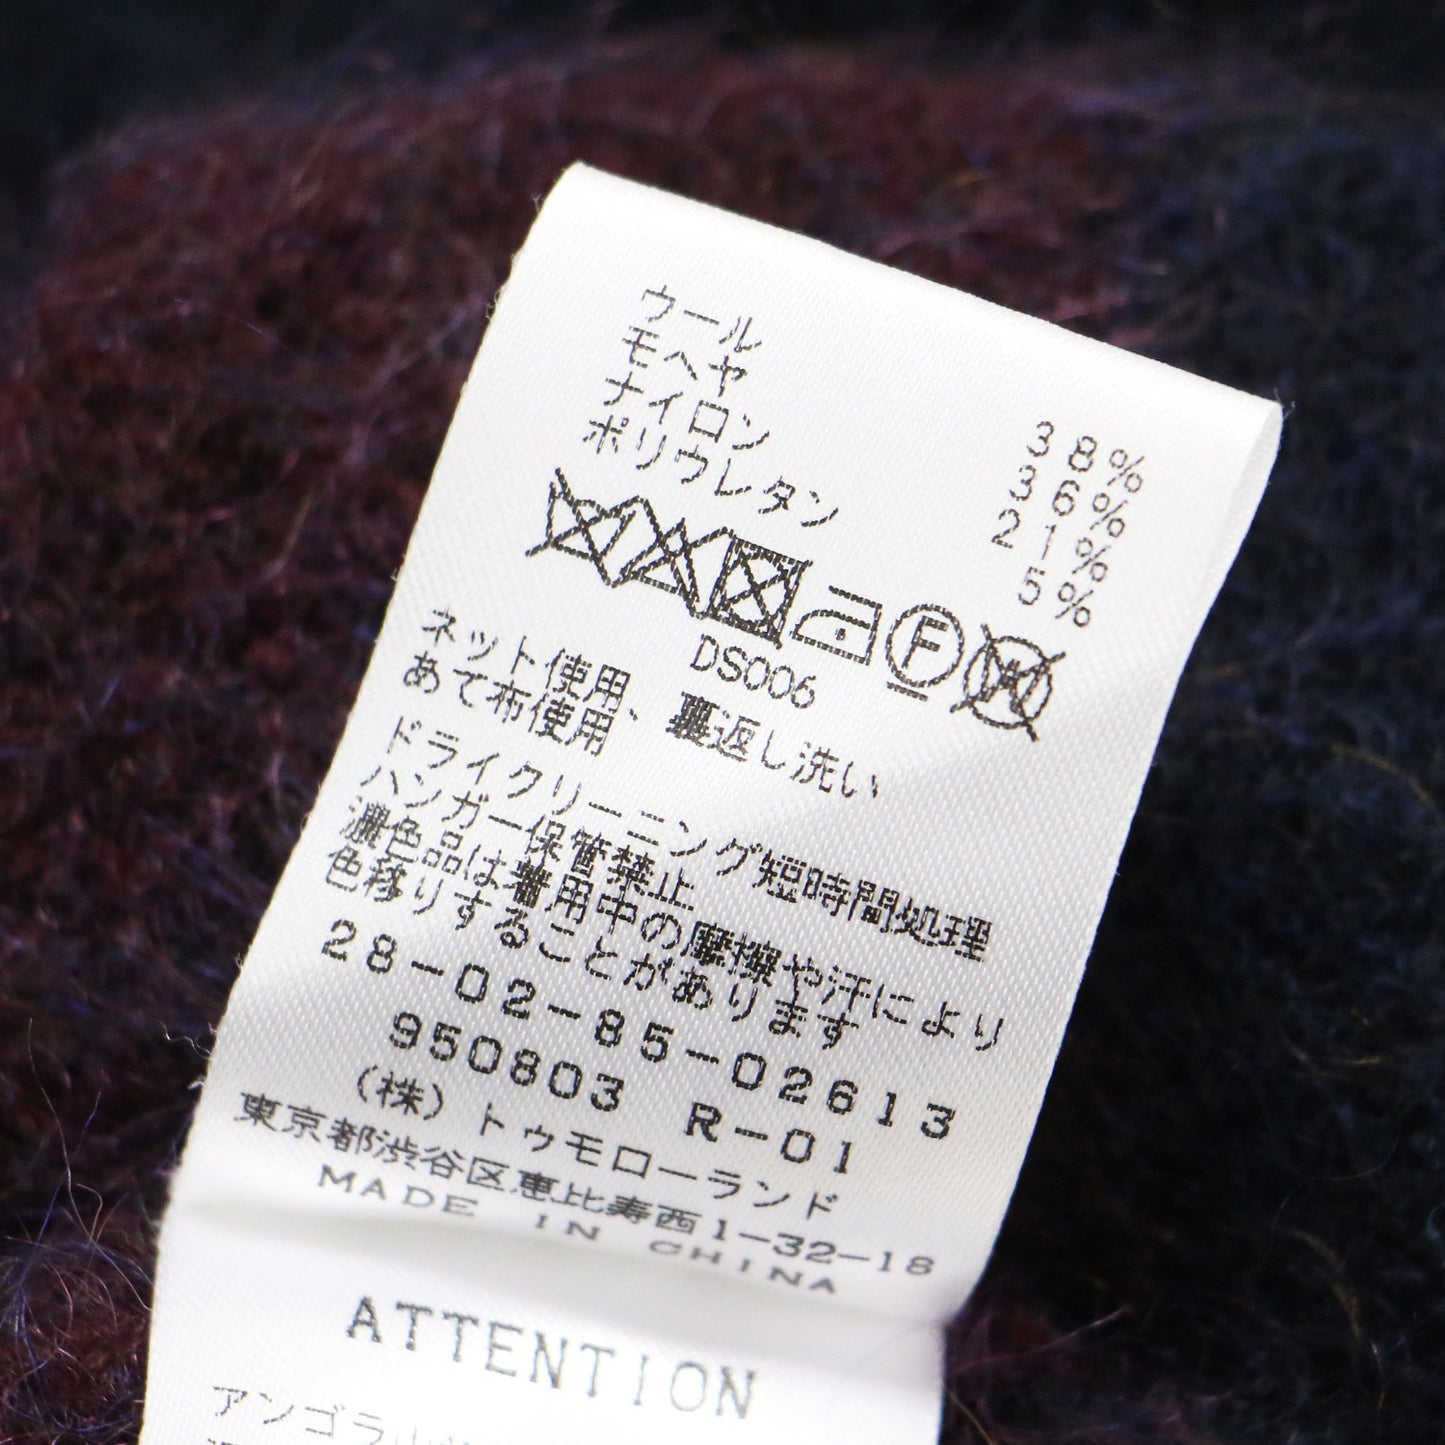 ウール 38%
モヘヤ 36%
ナイロン 21%
ポリウレタン 5%
F W
DS006
ネット使用、裏返し洗い
あて布使用
ドライクリーニング短時間処理
ハンガー保管禁止
濃色品は着用中の摩擦や汗により
色移りすることがあります
28-02-85-02613
950803 R-01
(株)トゥモローランド
東京都渋谷区恵比寿西1-32-18
MADE IN CHINA
ATTENTION
アンゴラ山